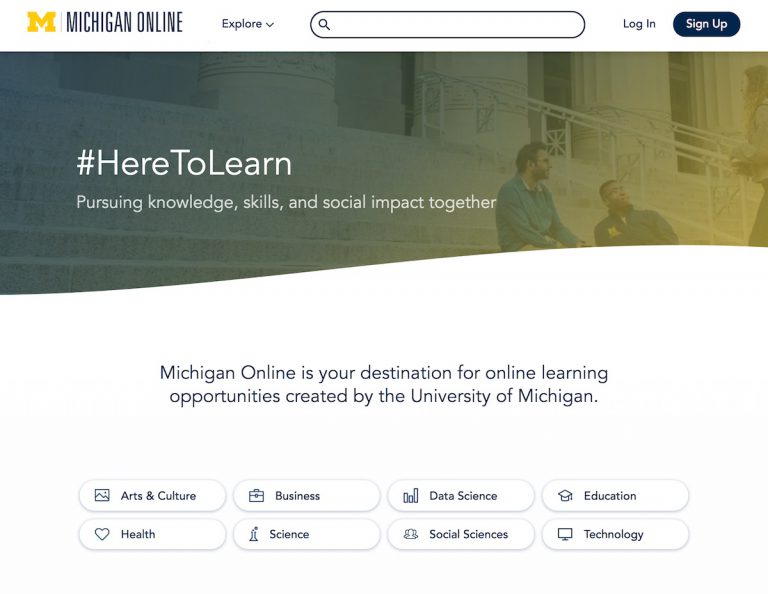 M | MICHIGAN ONLINE
Explore
Log In
Sign Up
#HereToLearn
Pursuing knowledge, skills, and social impact together
Michigan Online is your destination for online learning
opportunities created by the University of Michigan.
Arts & Culture
Business
Data Science
Education
Health
Science
Social Sciences
Technology